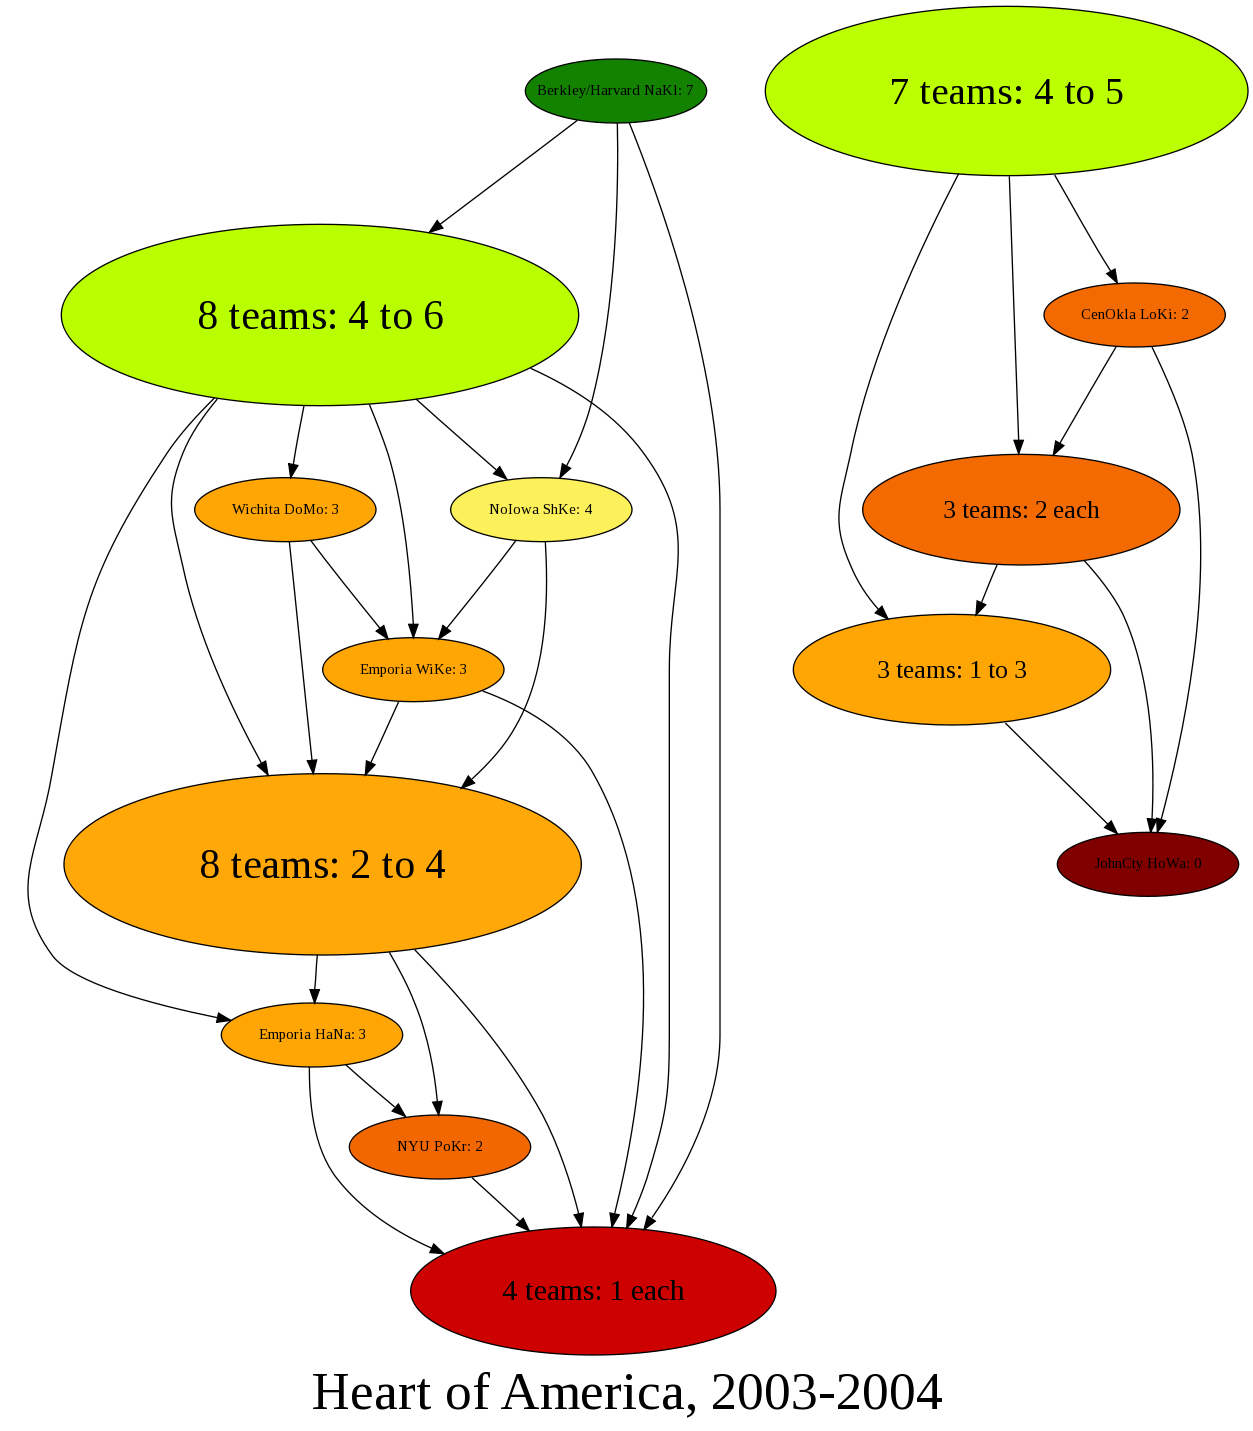 Berkley/Harvard NaKl: 7
7 teams: 4 to 5
8 teams: 4 to 6
CenOkla LoKi: 2
Wichita DoMo: 3
NoIowa ShKe: 4
3 teams: 2 each
Emporia WiKe: 3
3 teams: 1 to 3
8 teams: 2 to 4
JohnCty HoWa: 0
Emporia HaNa: 3
NYU PoKr: 2
4 teams: 1 each
Heart of America, 2003-2004